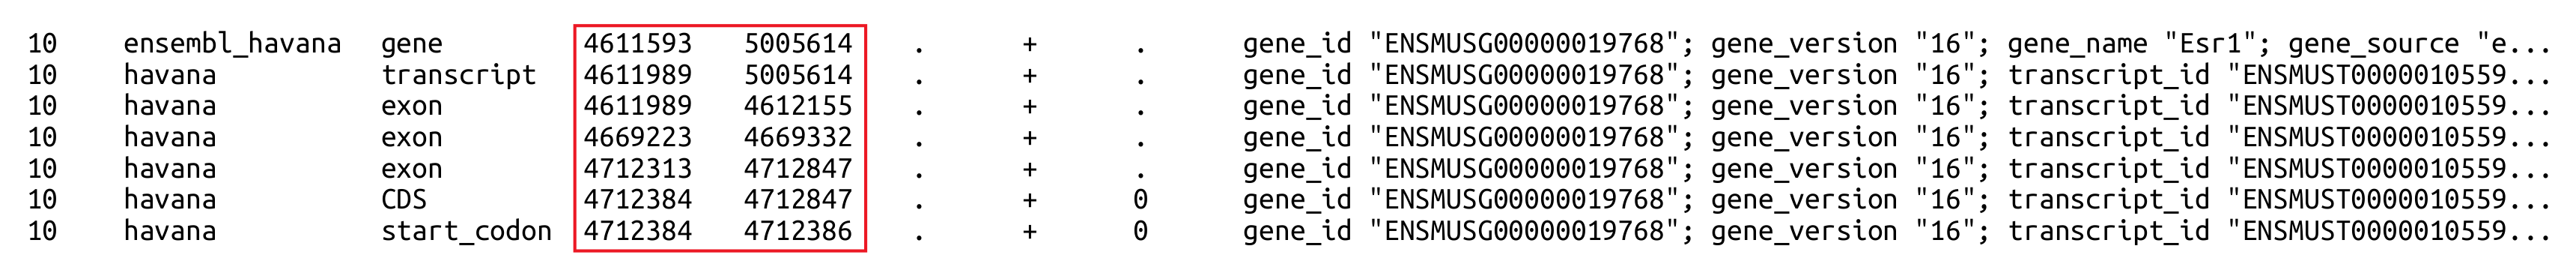 10 ensembl_havana gene 4611593 5005614 . + . gene_id "ENSMUSG00000019768"; gene_version "16"; gene_name "Esr1"; gene_source "e...
10 havana transcript 4611989 5005614 . + . gene_id "ENSMUSG00000019768"; gene_version "16"; transcript_id "ENSMUST0000010559...
10 havana exon 4611989 4612155 . + . gene_id "ENSMUSG00000019768"; gene_version "16"; transcript_id "ENSMUST0000010559...
10 havana exon 4669223 4669332 . + . gene_id "ENSMUSG00000019768"; gene_version "16"; transcript_id "ENSMUST0000010559...
10 havana exon 4712313 4712847 . + . gene_id "ENSMUSG00000019768"; gene_version "16"; transcript_id "ENSMUST0000010559...
10 havana CDS 4712384 4712847 . + 0 gene_id "ENSMUSG00000019768"; gene_version "16"; transcript_id "ENSMUST0000010559...
10 havana start_codon 4712384 4712386 . + 0 gene_id "ENSMUSG00000019768"; gene_version "16"; transcript_id "ENSMUST0000010559...